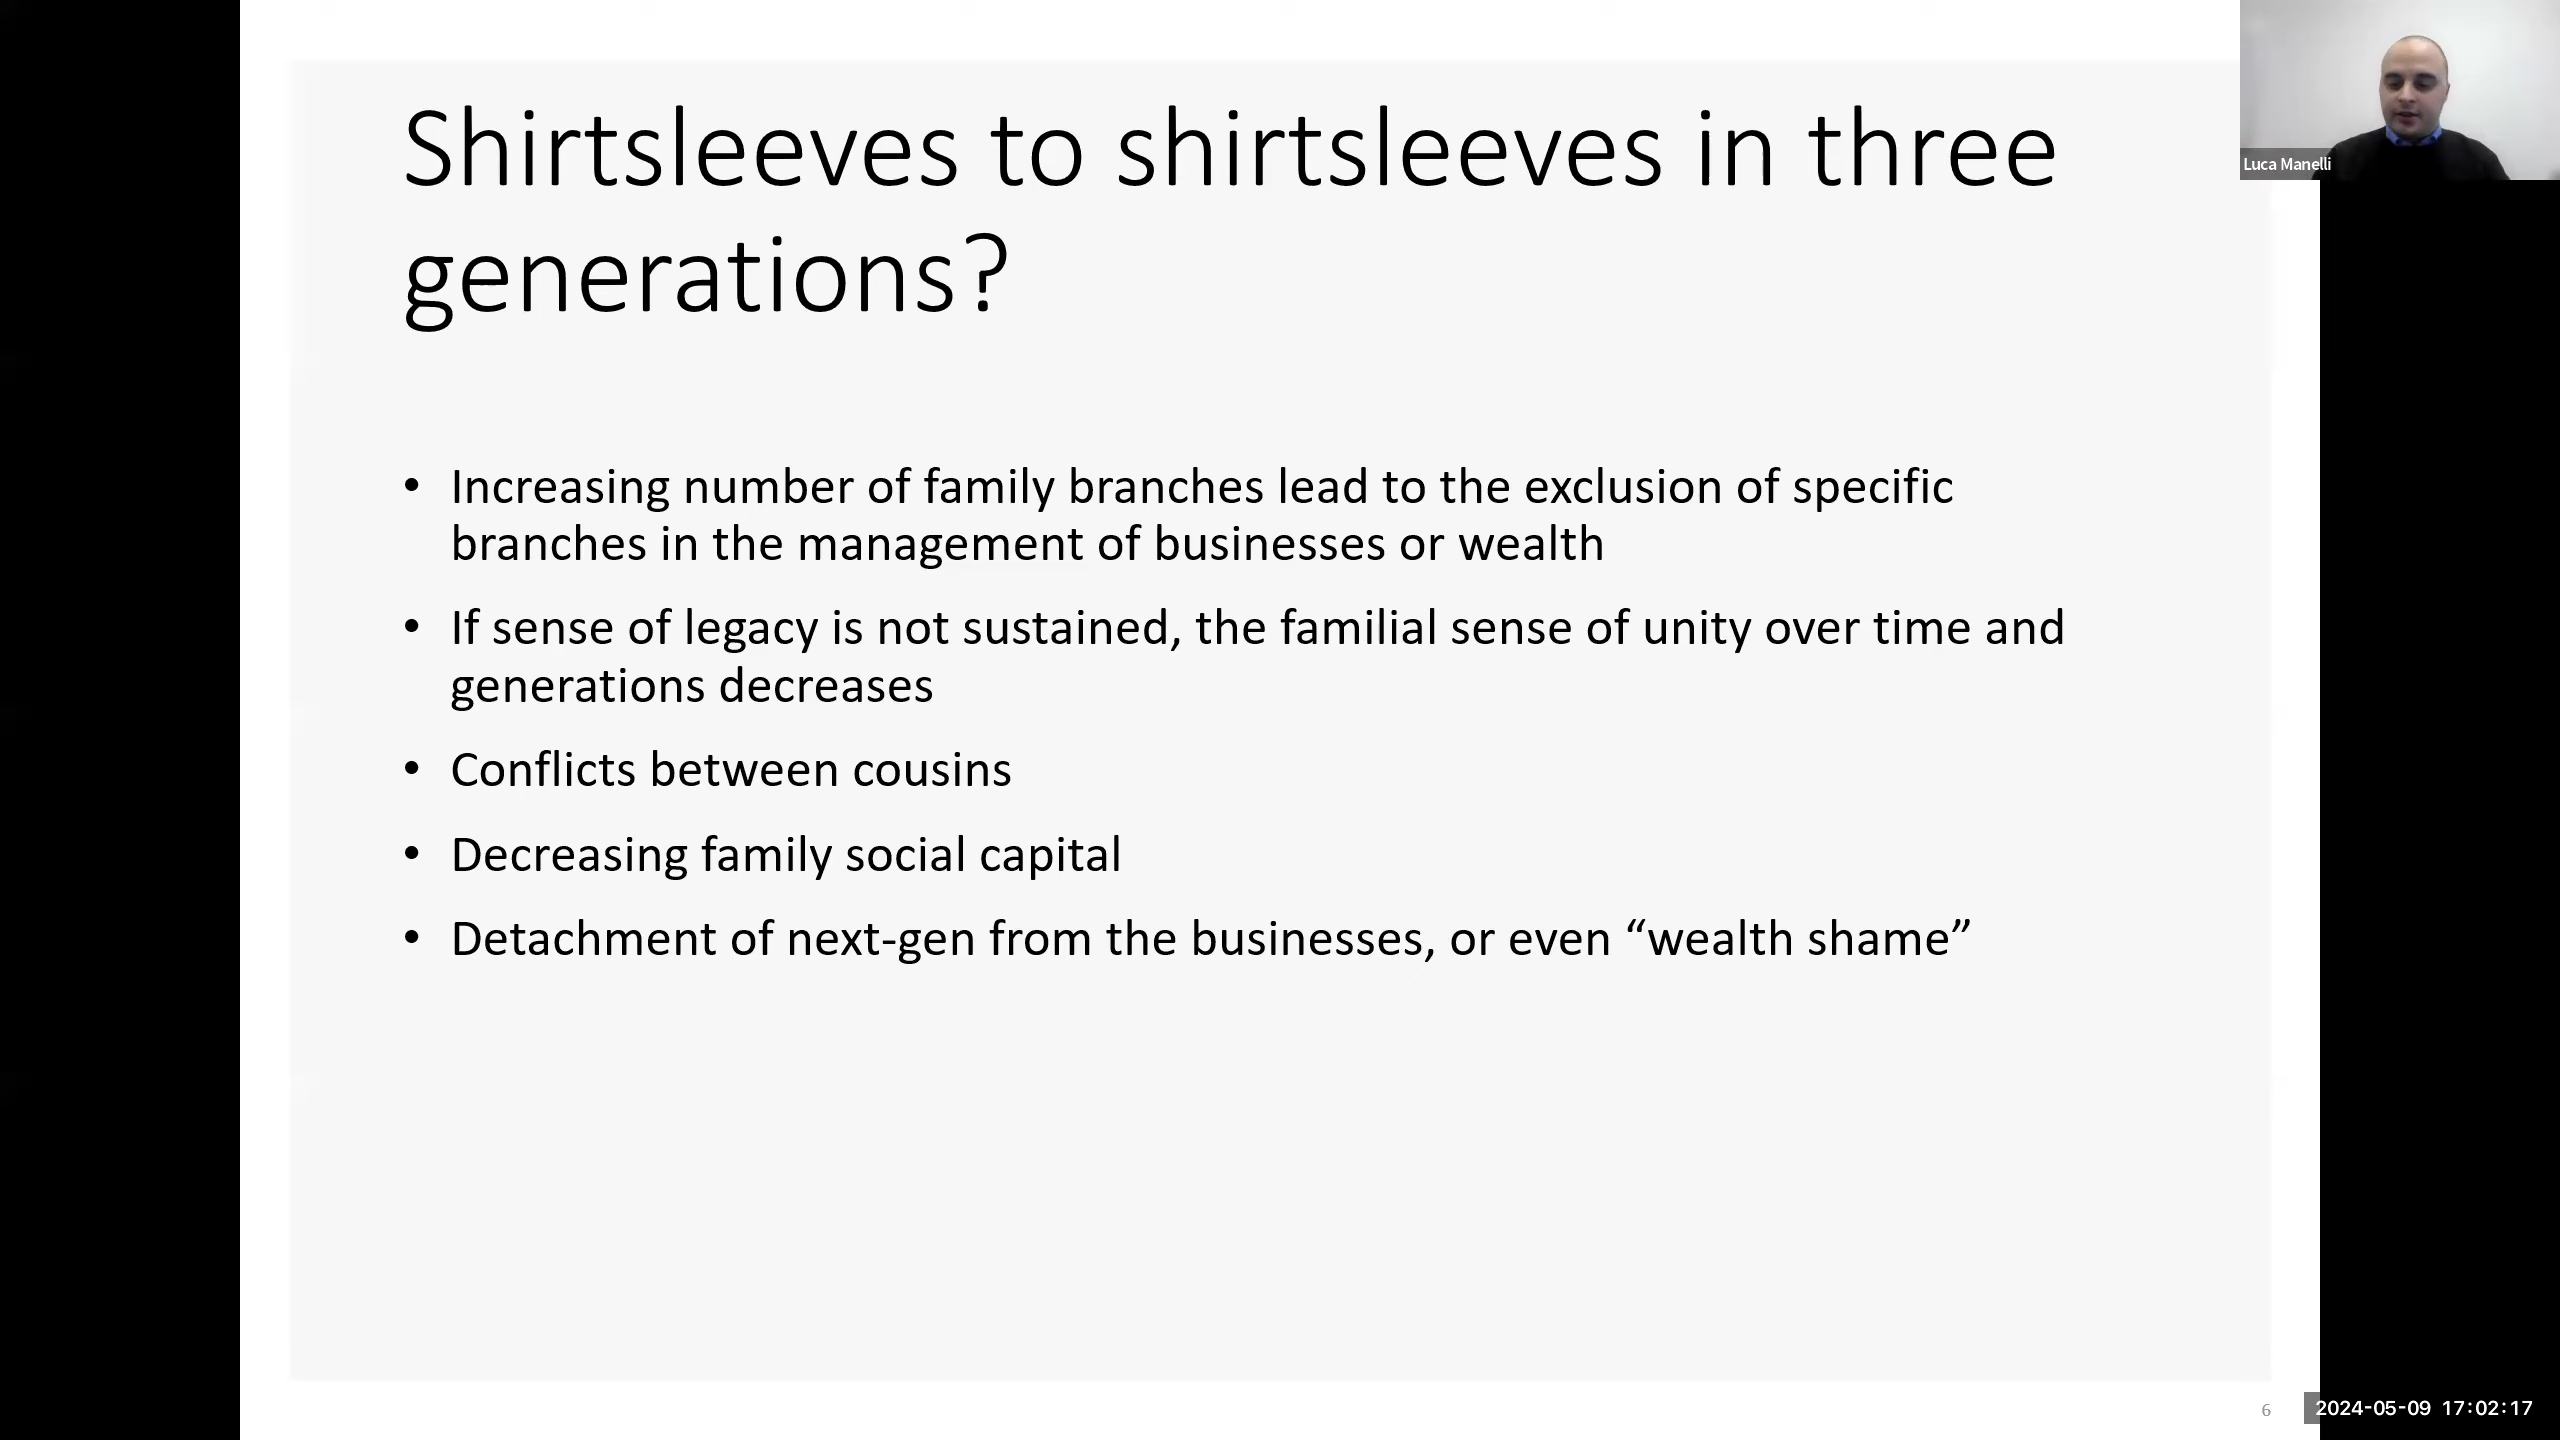 Shirtsleeves to shirtsleeves in three
generations?
Luca Manelli
• Increasing number of family branches lead to the exclusion of specific
branches in the management of businesses or wealth
• If sense of legacy is not sustained, the familial sense of unity over time and
generations decreases
• Conflicts between cousins
• Decreasing family social capital
• Detachment of next-gen from the businesses, or even “wealth shame”
6
2024-05-09 17:02:17